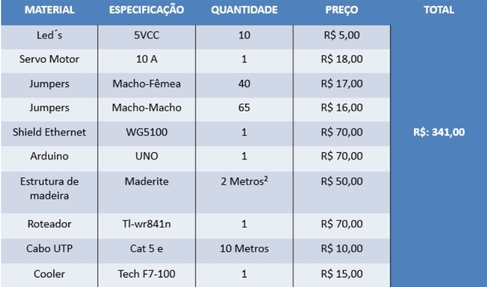 MATERIAL ESPECIFICAÇÃO QUANTIDADE PREÇO TOTAL
Led´s 5VCC 10 R$ 5,00
Servo Motor 10 A 1 R$ 18,00
Jumpers Macho-Fêmea 40 R$ 17,00
Jumpers Macho-Macho 65 R$ 16,00
Shield Ethernet WG5100 1 R$ 70,00 R$: 341,00
Arduino UNO 1 R$ 70,00
Estrutura de Maderite 2 Metros² R$ 50,00
madeira
Roteador Tl-wr841n 1 R$ 70,00
Cabo UTP Cat 5 e 10 Metros R$ 10,00
Cooler Tech F7-100 1 R$ 15,00